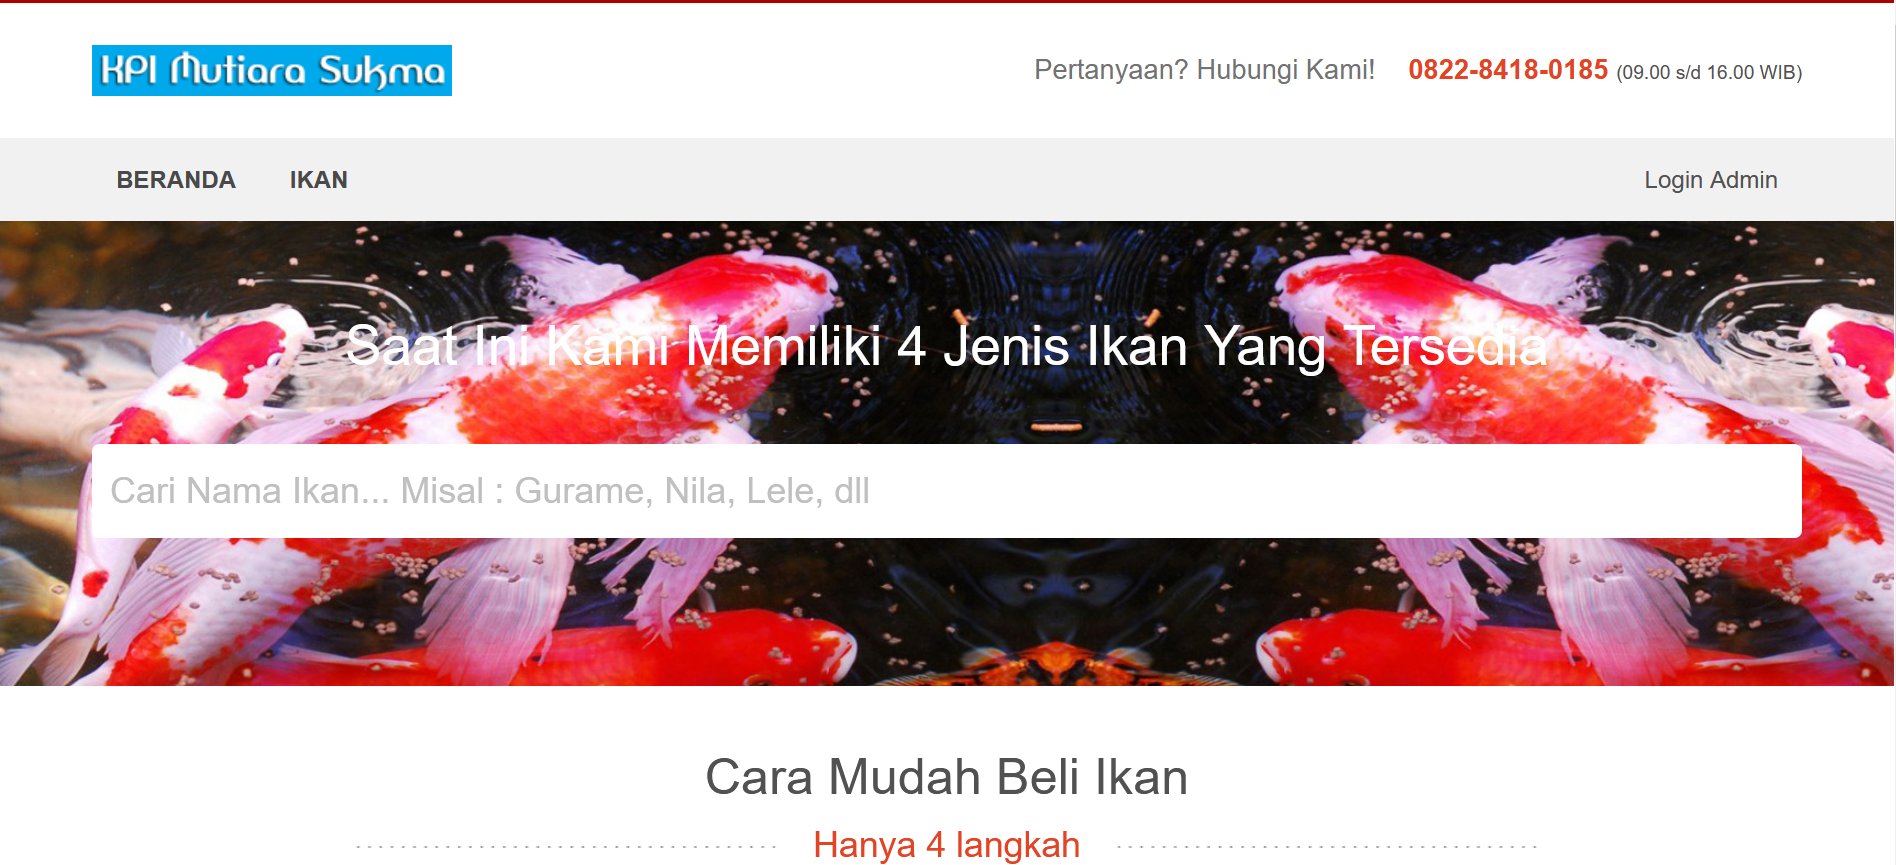 KPI Mutiara Sukma
Pertanyaan? Hubungi Kami! 0822-8418-0185 (09.00 s/d 16.00 WIB)
BERANDA IKAN Login Admin
Saat Ini Kami Memiliki 4 Jenis Ikan Yang Tersedia
Cari Nama Ikan... Misal : Gurame, Nila, Lele, dll
Cara Mudah Beli Ikan
Hanya 4 langkah